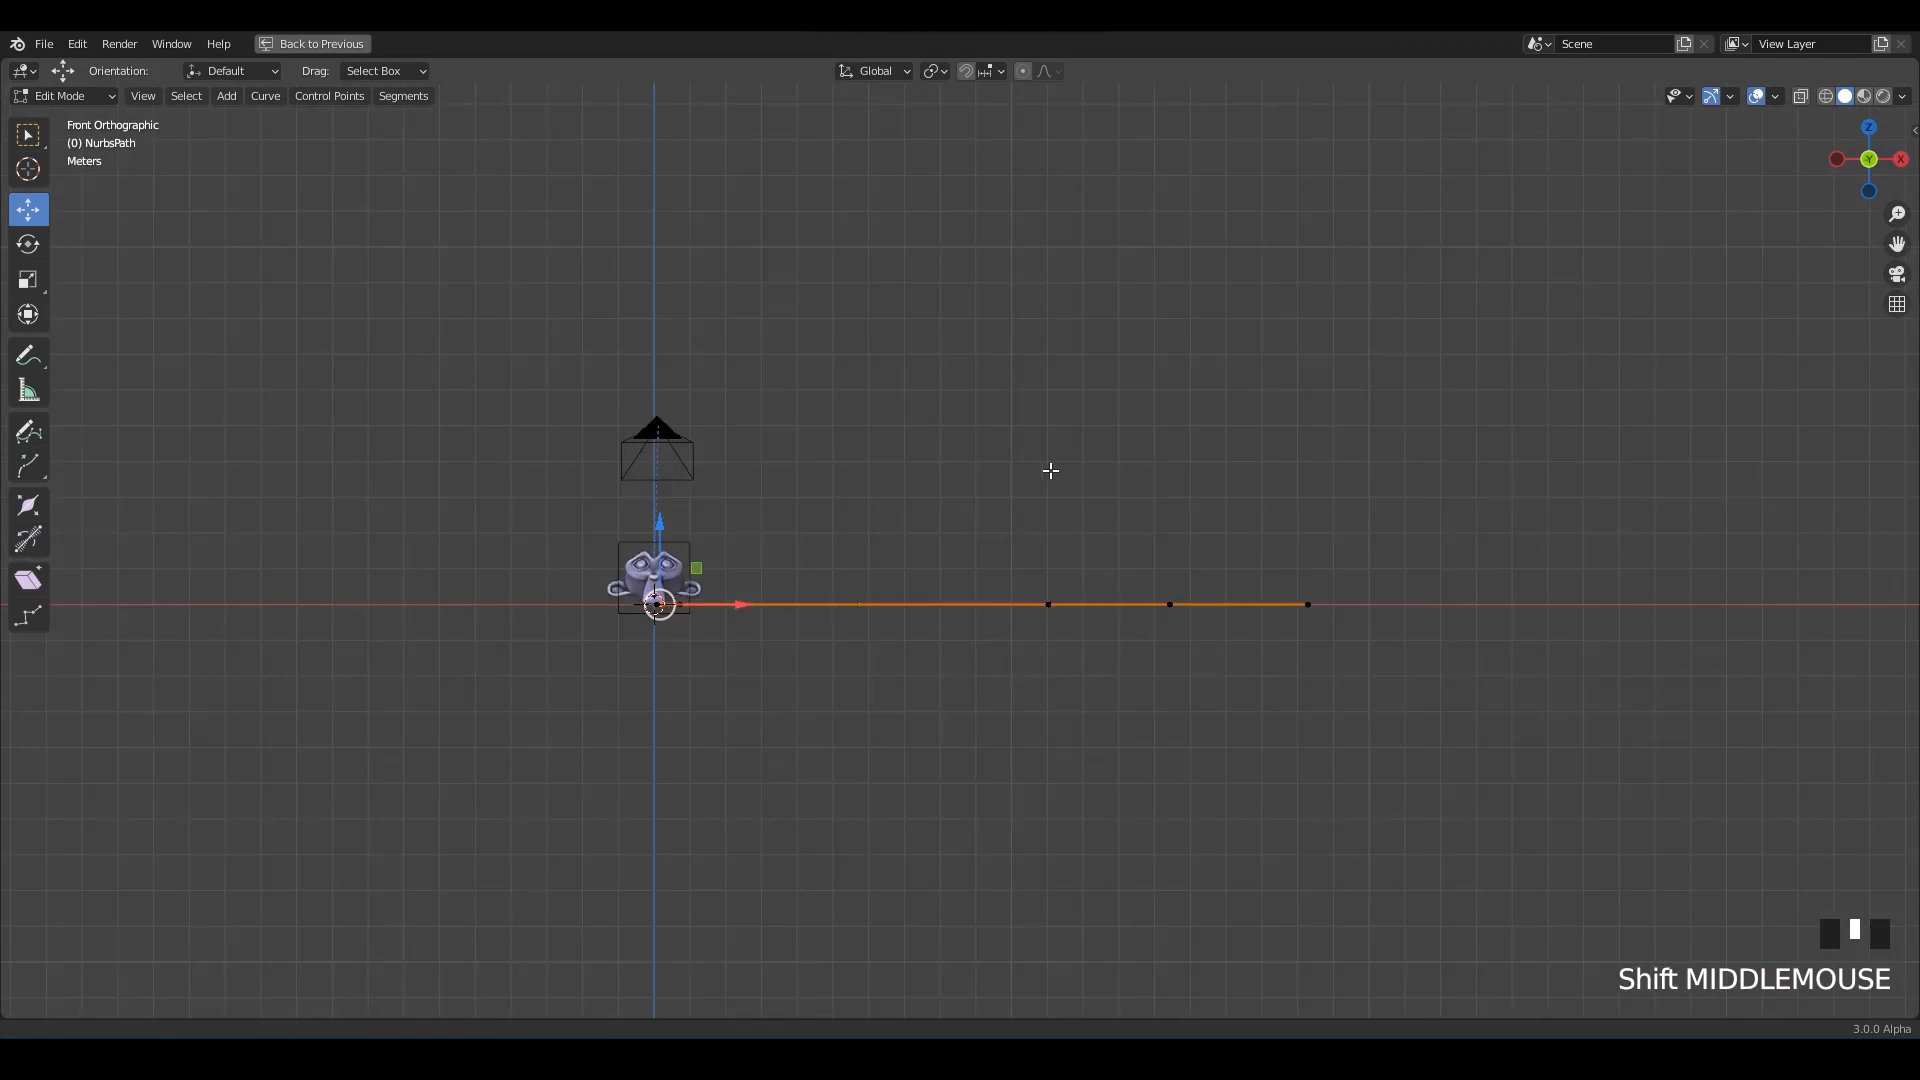 File Edit Render Window Help Back to Previous Scene View Layer
Orientation: Default Drag: Select Box Global
Edit Mode View Select Add Curve Control Points Segments
Front Orthographic
(0) NurbsPath
Meters
Z
Y
X
Shift MIDDLEMOUSE
3.0.0 Alpha